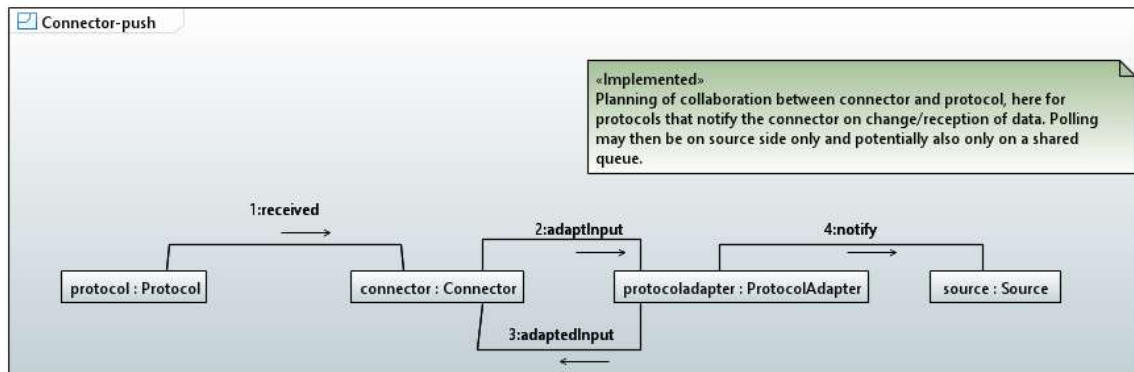 Connector-push
«Implemented»
Planning of collaboration between connector and protocol, here for
protocols that notify the connector on change/reception of data. Polling
may then be on source side only and potentially also only on a shared
queue.
1:received
2:adaptInput
4:notify
protocol : Protocol
connector : Connector
protocoladapter : ProtocolAdapter
source : Source
3:adaptedInput